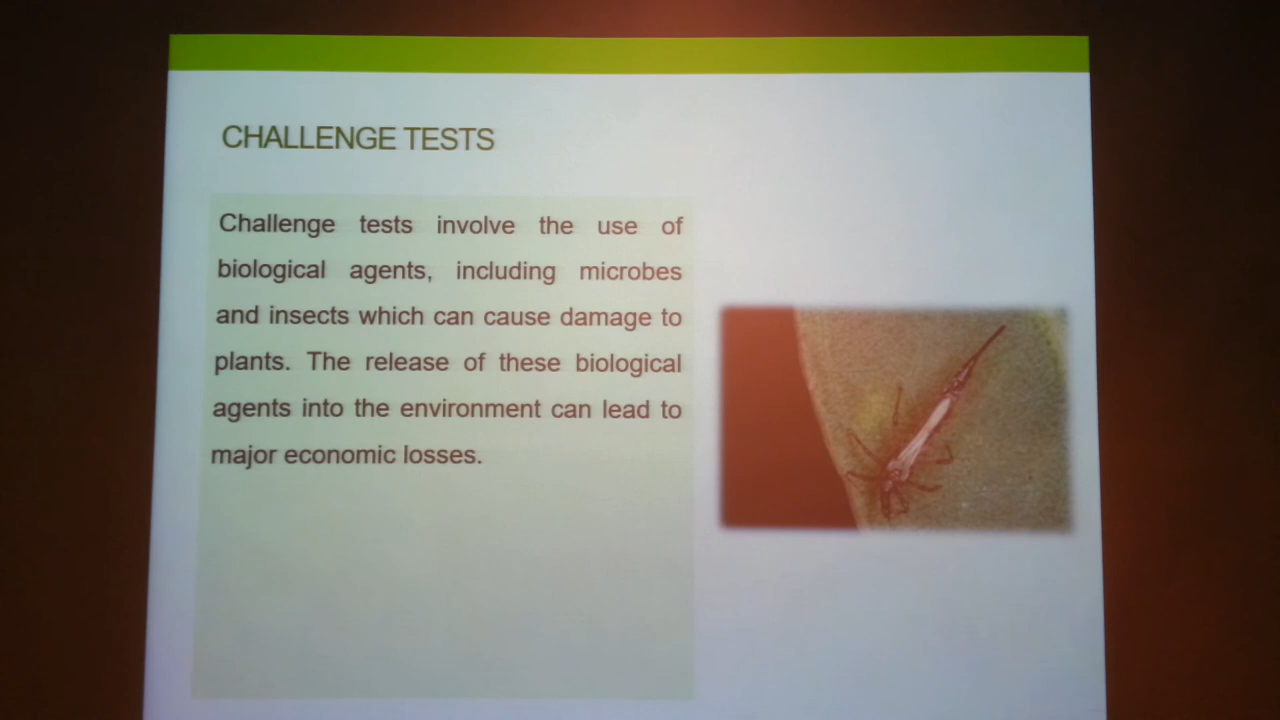 CHALLENGE TESTS
Challenge tests involve the use of
biological agents, including microbes
and insects which can cause damage to
plants. The release of these biological
agents into the environment can lead to
major economic losses.